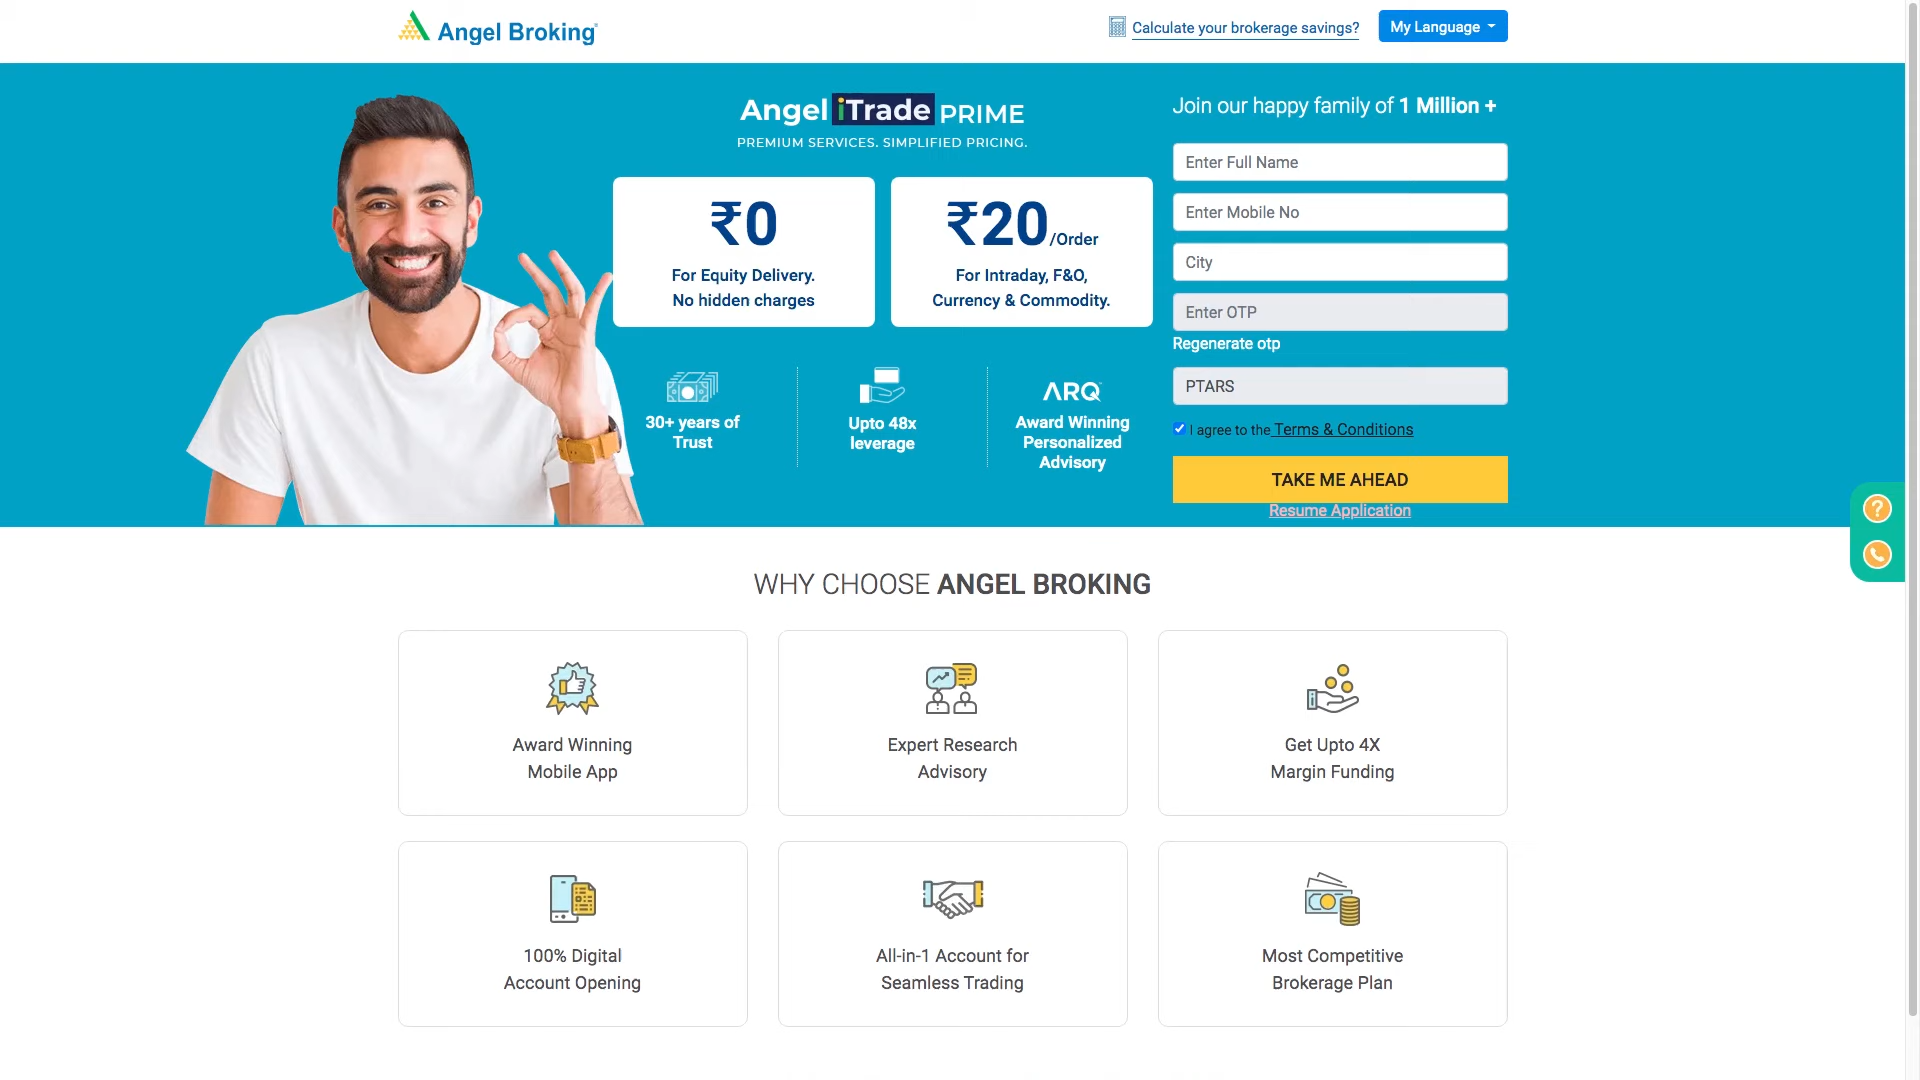 Angel Broking
Calculate your brokerage savings?
My Language
Angel iTrade PRIME
PREMIUM SERVICES. SIMPLIFIED PRICING.
₹0
For Equity Delivery.
No hidden charges
₹20/Order
For Intraday, F&O,
Currency & Commodity.
30+ years of
Trust
Upto 48x
leverage
ARQ
Award Winning
Personalized
Advisory
Join our happy family of 1 Million +
Enter Full Name
Enter Mobile No
City
Enter OTP
Regenerate otp
PTARS
I agree to the Terms & Conditions
TAKE ME AHEAD
Resume Application
?
WHY CHOOSE ANGEL BROKING
Award Winning
Mobile App
Expert Research
Advisory
Get Upto 4X
Margin Funding
100% Digital
Account Opening
All-in-1 Account for
Seamless Trading
Most Competitive
Brokerage Plan